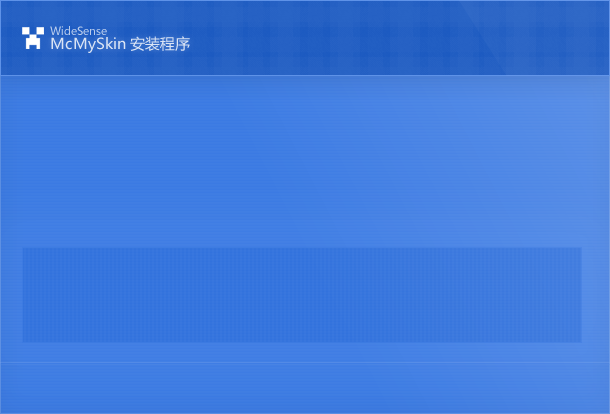 WideSense
McMySkin 安装程序